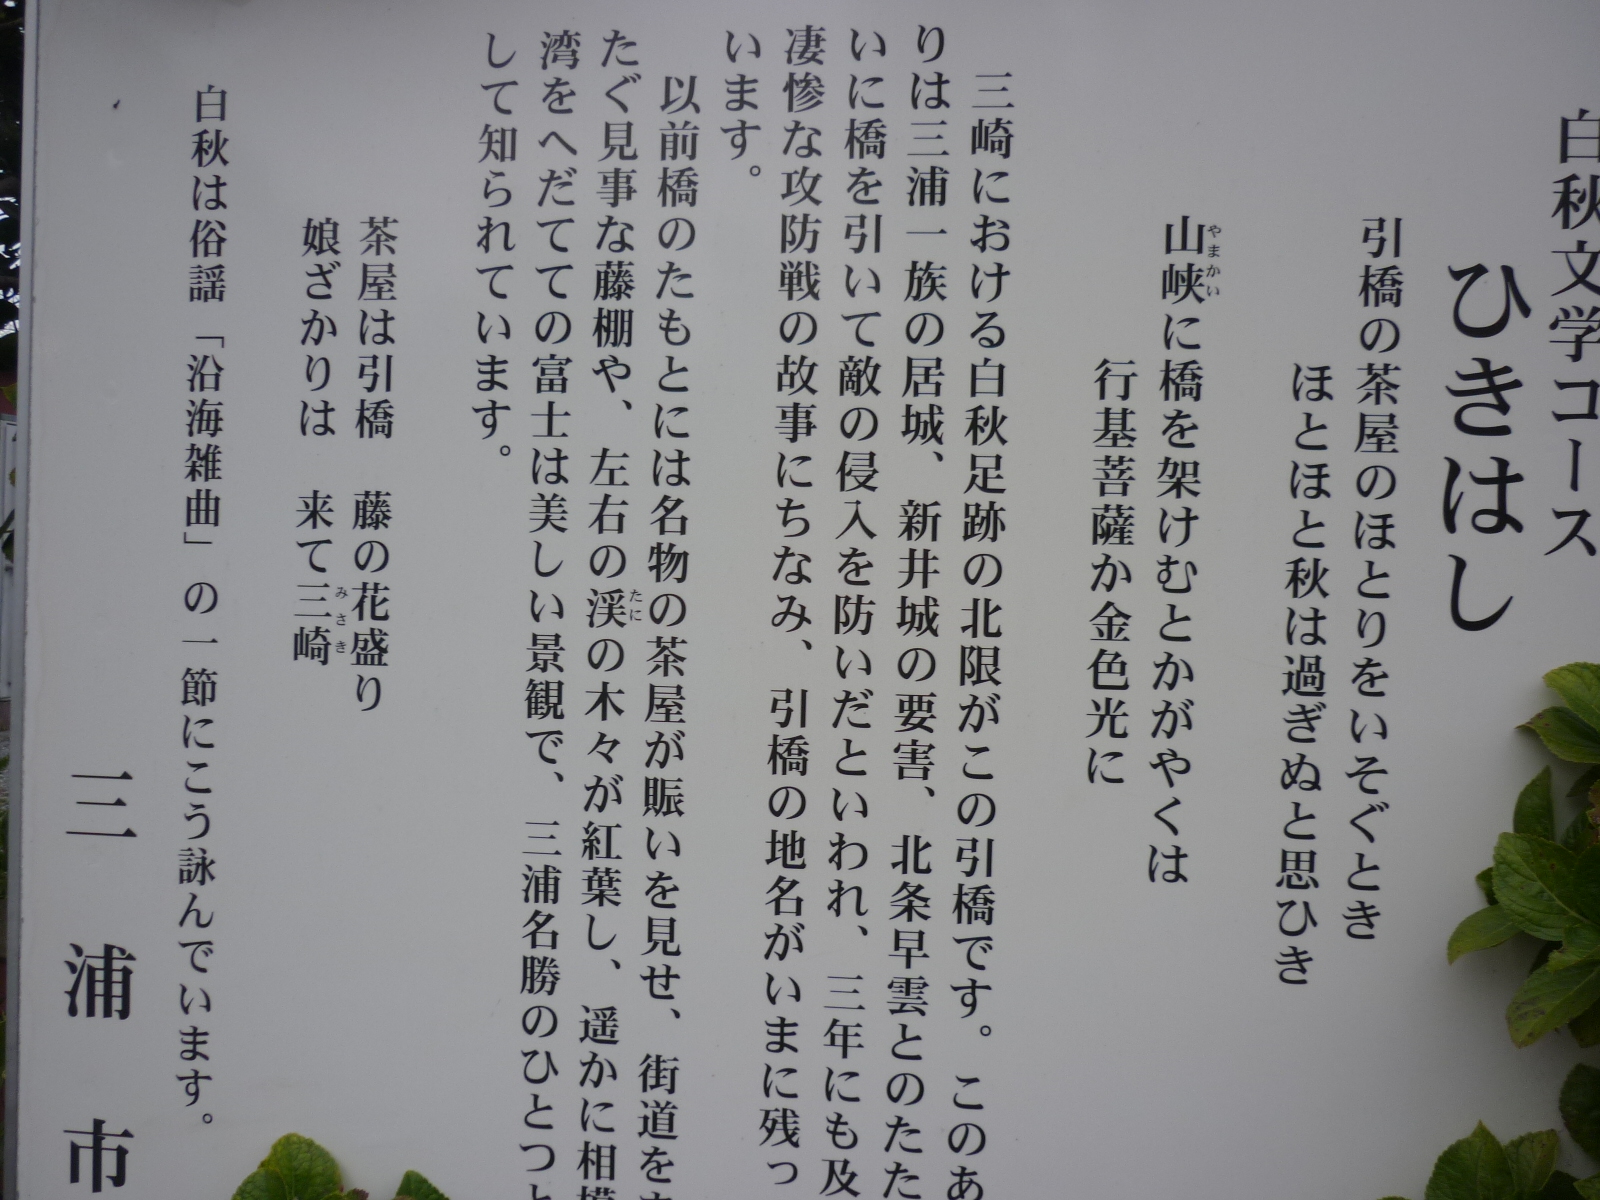 白秋文学コース
ひきはし
引橋の茶屋のほとりをいそぐとき
ほとほと秋は過ぎぬと思ひき
山峡に橋を架けむとかがやくは
やまかい
行基菩薩か金色光に
三崎における白秋足跡の北限がこの引橋です。このあ
りは三浦一族の居城、新井城の要害、北条早雲とのたた
いに橋を引いて敵の侵入を防いだといわれ、三年にも及
凄惨な攻防戦の故事にちなみ、引橋の地名がいまに残っ
います。
以前橋のたもとには名物の茶屋が賑いを見せ、街道を
たぐ見事な藤棚や、左右の渓の木々が紅葉し、遥かに相模
たに
湾をへだてての富士は美しい景観で、三浦名勝のひとつと
して知られています。
茶屋は引橋 藤の花盛り
娘ざかりは 来て三崎
みさき
白秋は俗謡「沿海雑曲」の一節にこう詠んでいます。
三浦市